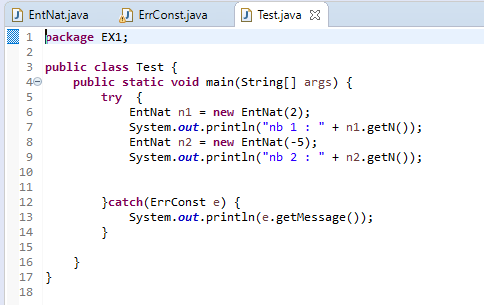 EntNat.java ErrConst.java Test.java
1 package EX1;
2
3 public class Test {
4 public static void main(String[] args) {
5 try  {
6 EntNat n1 = new EntNat(2);
7 System.out.println("nb 1 : " + n1.getN());
8 EntNat n2 = new EntNat(-5);
9 System.out.println("nb 2 : " + n2.getN());
10
11
12 }catch(ErrConst e) {
13 System.out.println(e.getMessage());
14 }
15
16 }
17 }
18